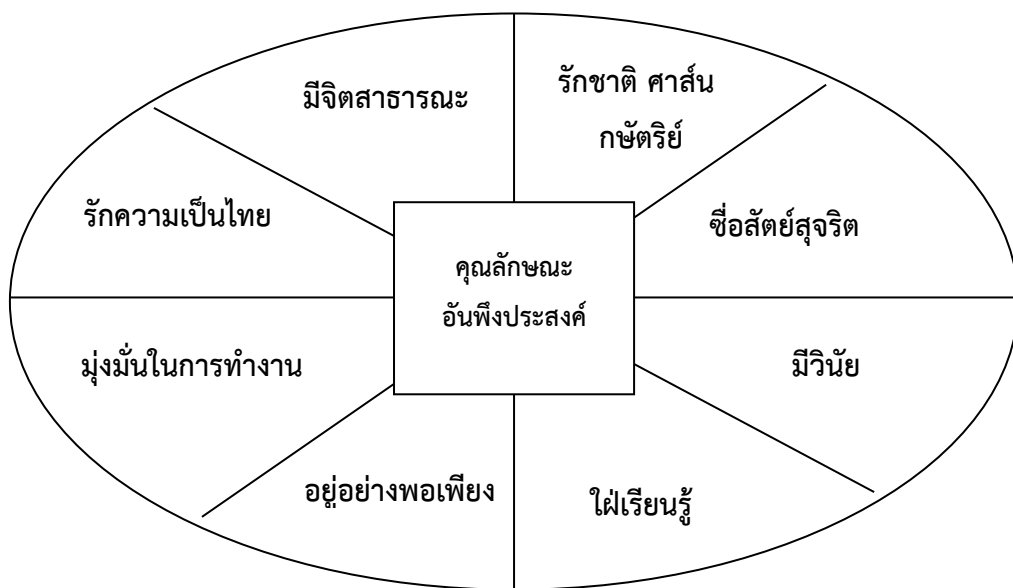 มีจิตสาธารณะ
รักชาติ ศาส์น
กษัตริย์
รักความเป็นไทย
ซื่อสัตย์สุจริต
คุณลักษณะ
อันพึงประสงค์
มุ่งมั่นในการทำงาน
มีวินัย
อยู่อย่างพอเพียง
ใฝ่เรียนรู้